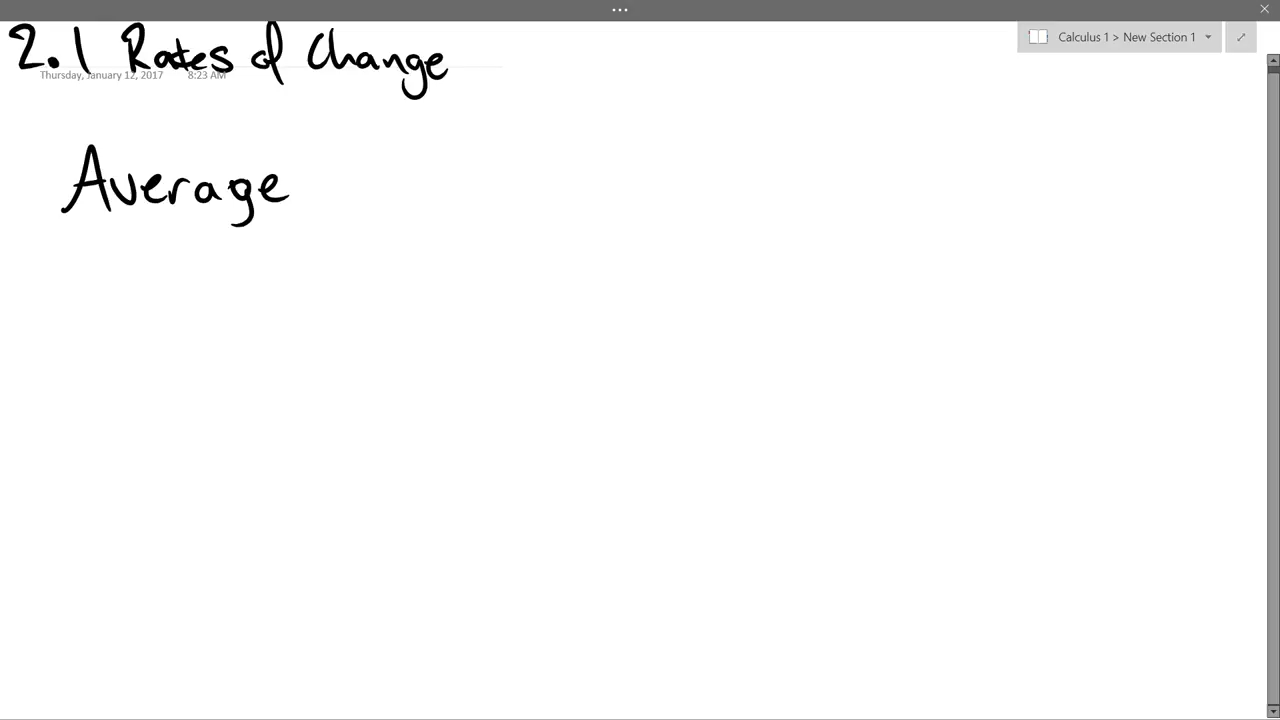 2.1 Rates of Change
Calculus 1 > New Section 1
Thursday, January 12, 2017 8:23 AM
Average